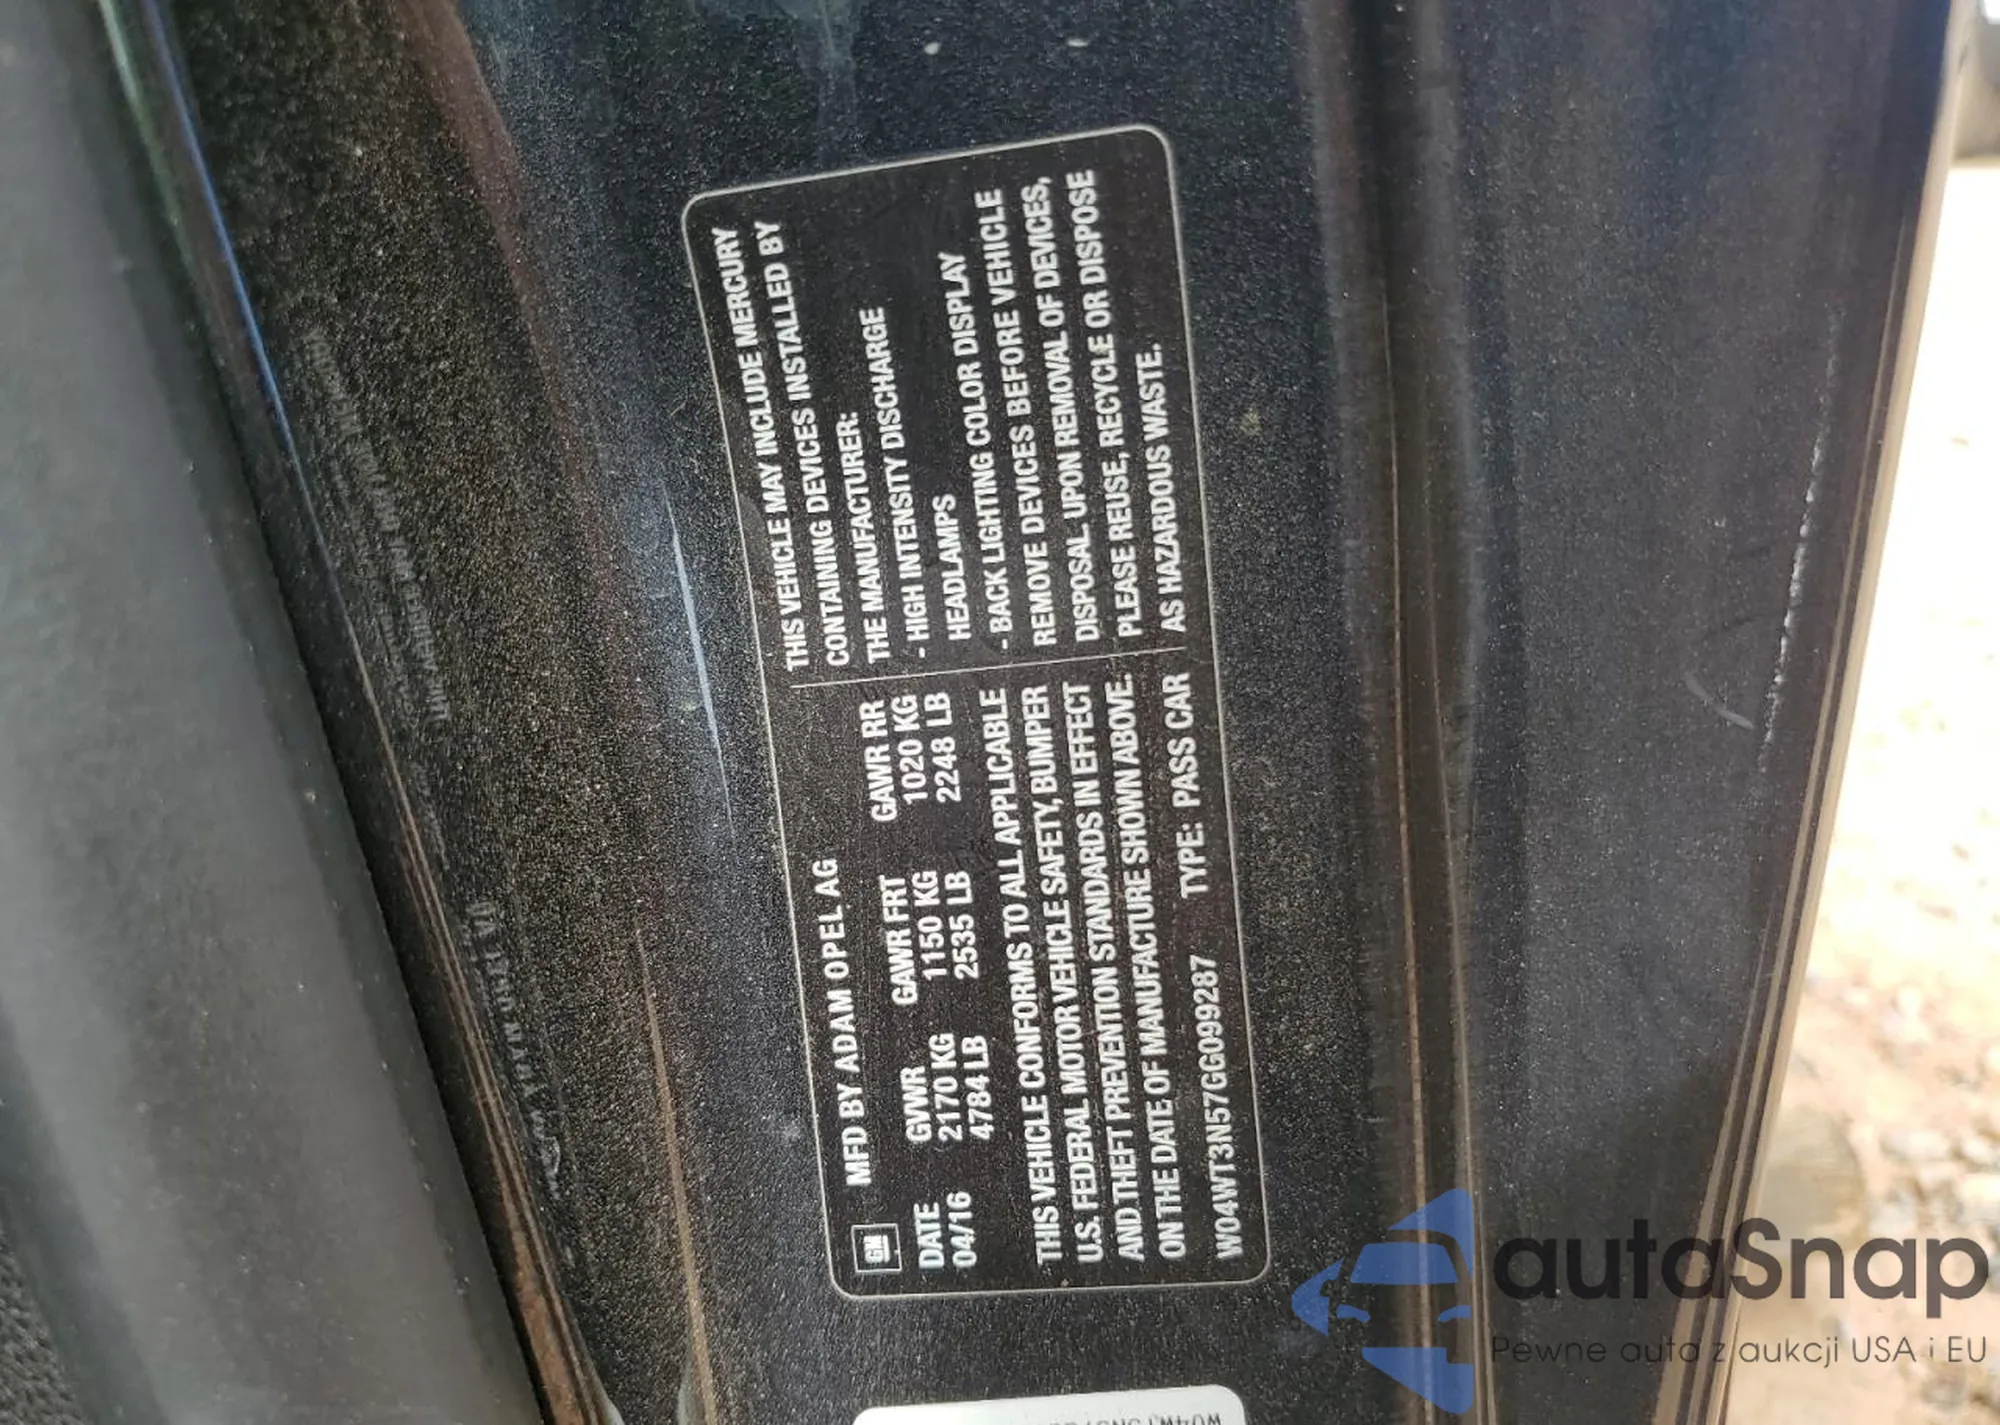 GM MFD BY ADAM OPEL AG
DATE GVWR GAWR FRT GAWR RR
04/16 2170 KG 1150 KG 1020 KG
4784 LB 2535 LB 2248 LB
THIS VEHICLE CONFORMS TO ALL APPLICABLE
U.S. FEDERAL MOTOR VEHICLE SAFETY, BUMPER
AND THEFT PREVENTION STANDARDS IN EFFECT
ON THE DATE OF MANUFACTURE SHOWN ABOVE.
W04WT3N57GG099287 TYPE: PASS CAR
THIS VEHICLE MAY INCLUDE MERCURY
CONTAINING DEVICES INSTALLED BY
THE MANUFACTURER:
- HIGH INTENSITY DISCHARGE
HEADLAMPS
- BACK LIGHTING COLOR DISPLAY
REMOVE DEVICES BEFORE VEHICLE
DISPOSAL UPON REMOVAL OF DEVICES,
PLEASE REUSE, RECYCLE OR DISPOSE
AS HAZARDOUS WASTE.
autaSnap
Pewne auta z aukcji USA i EU